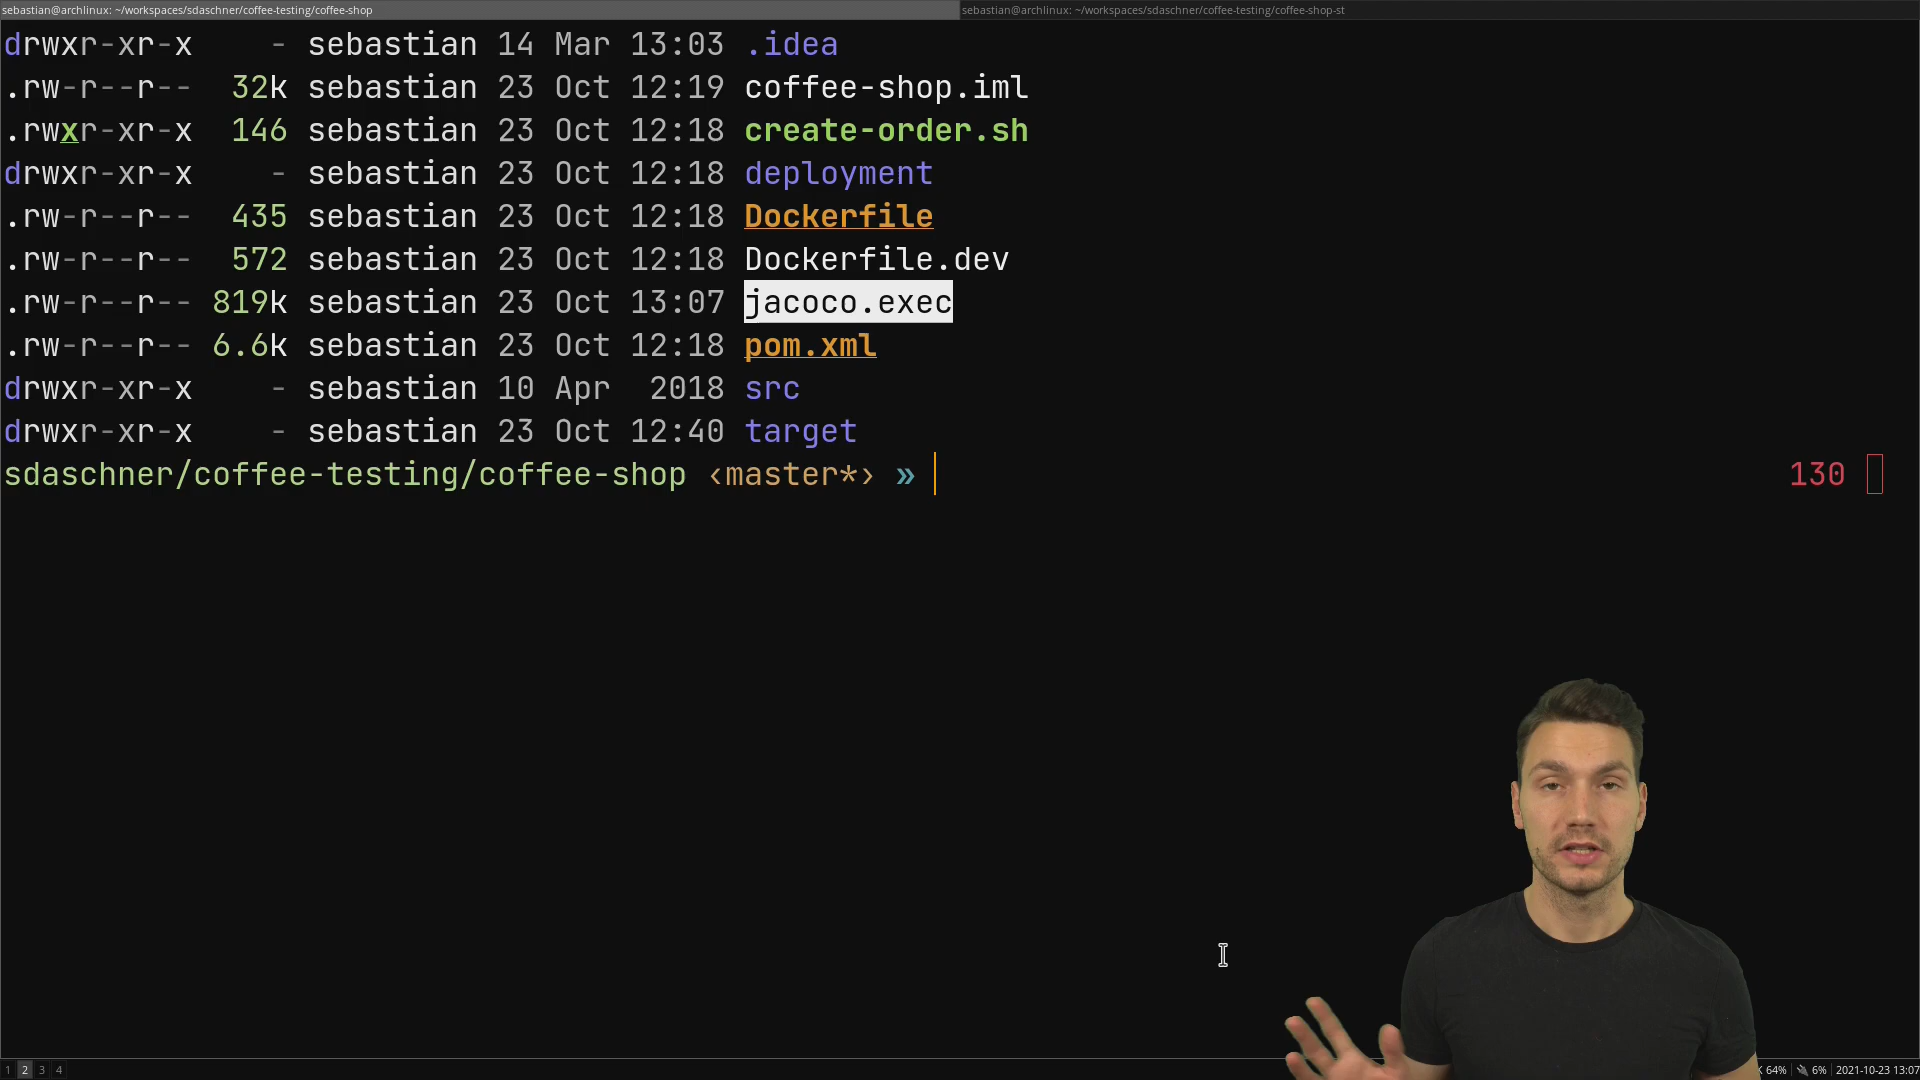 sebastian@archlinux: ~/workspaces/sdaschner/coffee-testing/coffee-shop
sebastian@archlinux: ~/workspaces/sdaschner/coffee-testing/coffee-shop-st
drwxr-xr-x - sebastian 14 Mar 13:03 .idea
.rw-r--r-- 32k sebastian 23 Oct 12:19 coffee-shop.iml
.rwxr-xr-x 146 sebastian 23 Oct 12:18 create-order.sh
drwxr-xr-x - sebastian 23 Oct 12:18 deployment
.rw-r--r-- 435 sebastian 23 Oct 12:18 Dockerfile
.rw-r--r-- 572 sebastian 23 Oct 12:18 Dockerfile.dev
.rw-r--r-- 819k sebastian 23 Oct 13:07 jacoco.exec
.rw-r--r-- 6.6k sebastian 23 Oct 12:18 pom.xml
drwxr-xr-x - sebastian 10 Apr 2018 src
drwxr-xr-x - sebastian 23 Oct 12:40 target
sdaschner/coffee-testing/coffee-shop ‹master*› » 130
1 2 3 4
64% 6% 2021-10-23 13:07